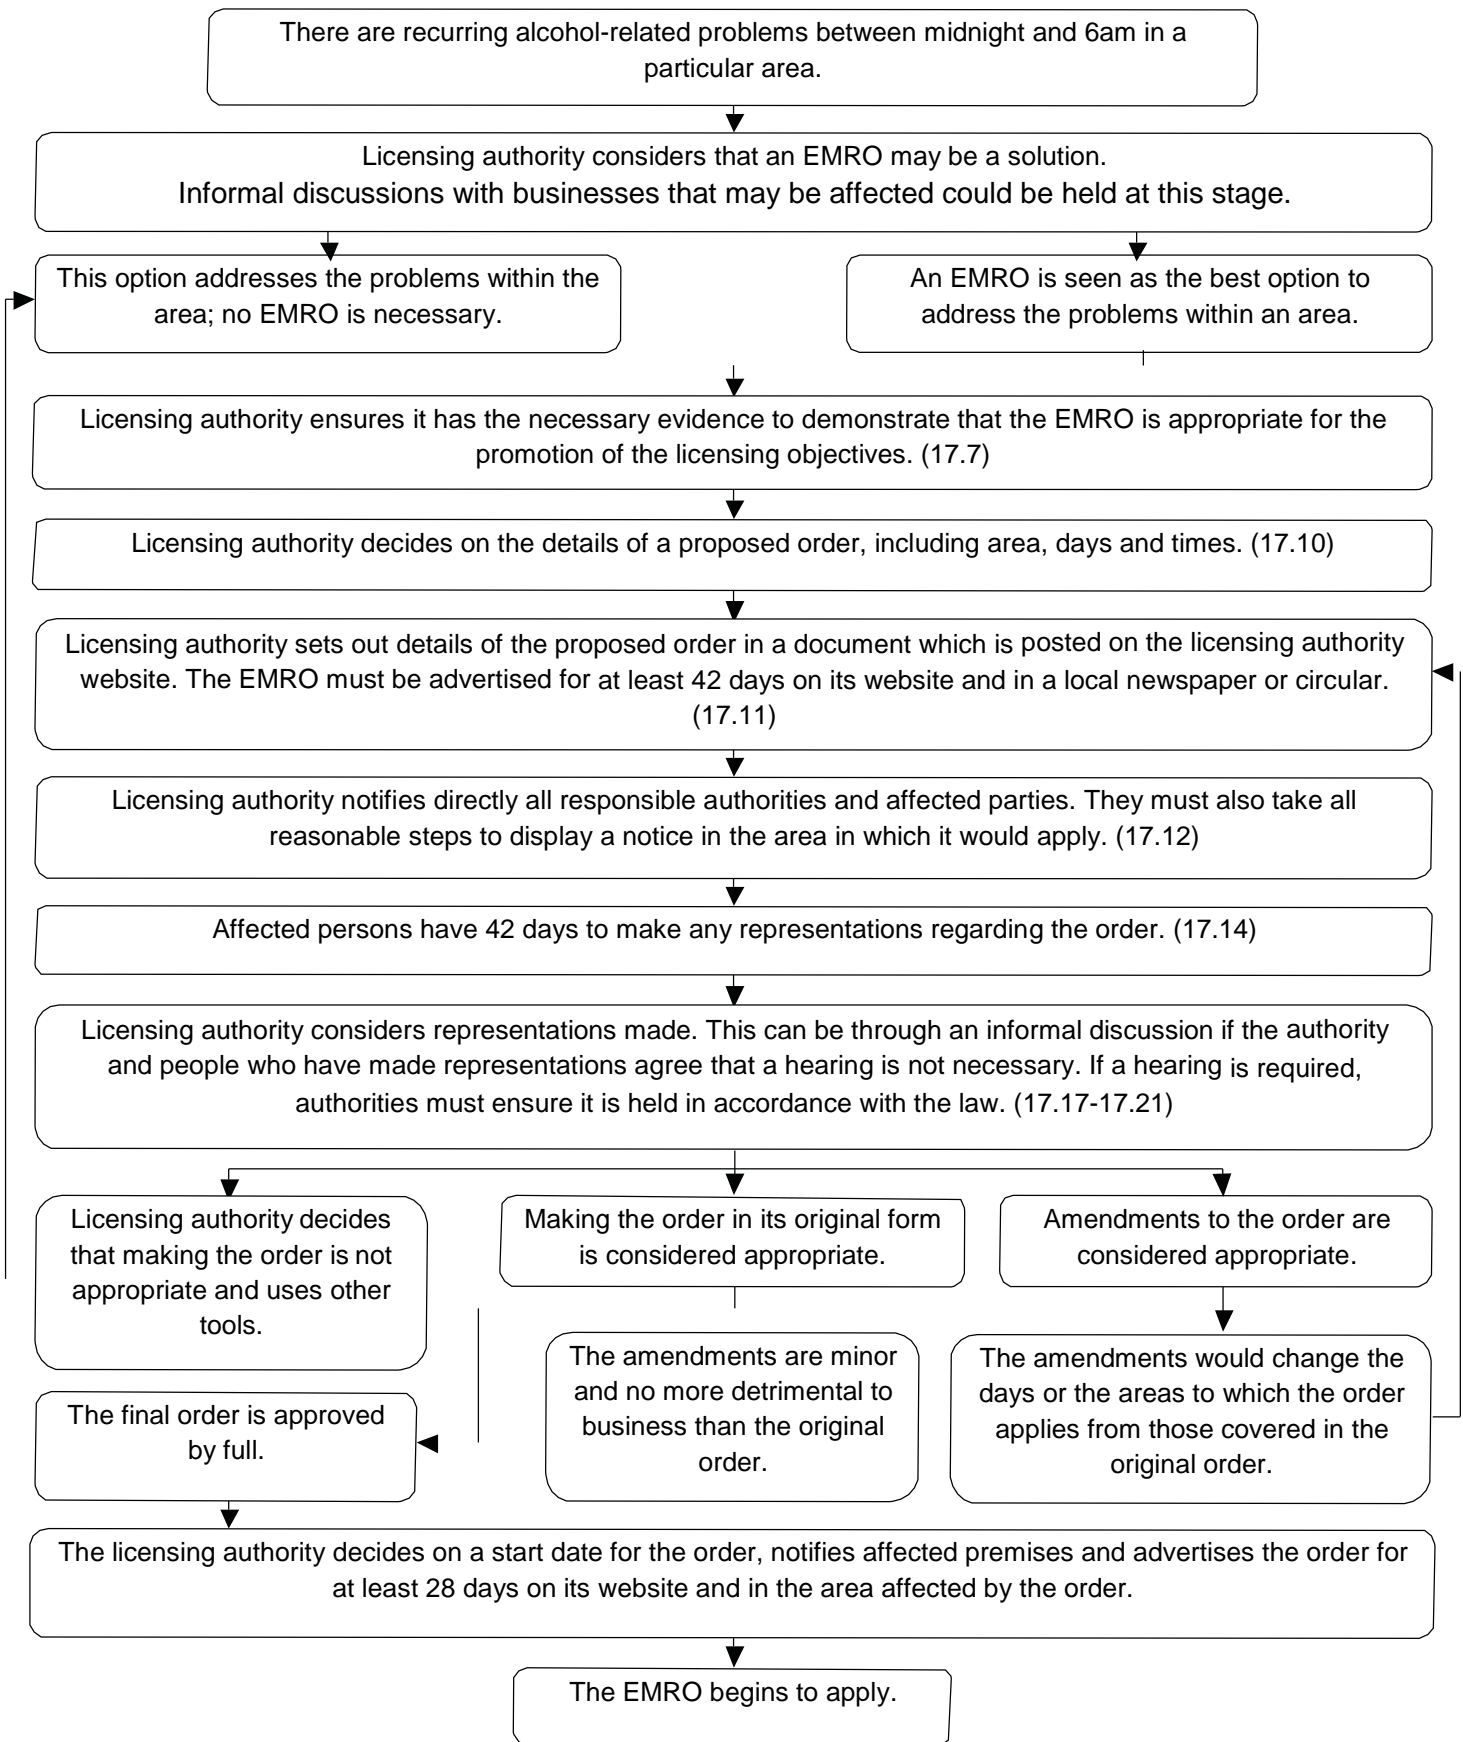 There are recurring alcohol-related problems between midnight and 6am in a
particular area.
Licensing authority considers that an EMRO may be a solution.
Informal discussions with businesses that may be affected could be held at this stage.
This option addresses the problems within the
area; no EMRO is necessary.
An EMRO is seen as the best option to
address the problems within an area.
Licensing authority ensures it has the necessary evidence to demonstrate that the EMRO is appropriate for the
promotion of the licensing objectives. (17.7)
Licensing authority decides on the details of a proposed order, including area, days and times. (17.10)
Licensing authority sets out details of the proposed order in a document which is posted on the licensing authority
website. The EMRO must be advertised for at least 42 days on its website and in a local newspaper or circular.
(17.11)
Licensing authority notifies directly all responsible authorities and affected parties. They must also take all
reasonable steps to display a notice in the area in which it would apply. (17.12)
Affected persons have 42 days to make any representations regarding the order. (17.14)
Licensing authority considers representations made. This can be through an informal discussion if the authority
and people who have made representations agree that a hearing is not necessary. If a hearing is required,
authorities must ensure it is held in accordance with the law. (17.17-17.21)
Licensing authority decides
that making the order is not
appropriate and uses other
tools.
Making the order in its original form
is considered appropriate.
Amendments to the order are
considered appropriate.
The amendments are minor
and no more detrimental to
business than the original
order.
The amendments would change the
days or the areas to which the order
applies from those covered in the
original order.
The final order is approved
by full.
The licensing authority decides on a start date for the order, notifies affected premises and advertises the order for
at least 28 days on its website and in the area affected by the order.
The EMRO begins to apply.